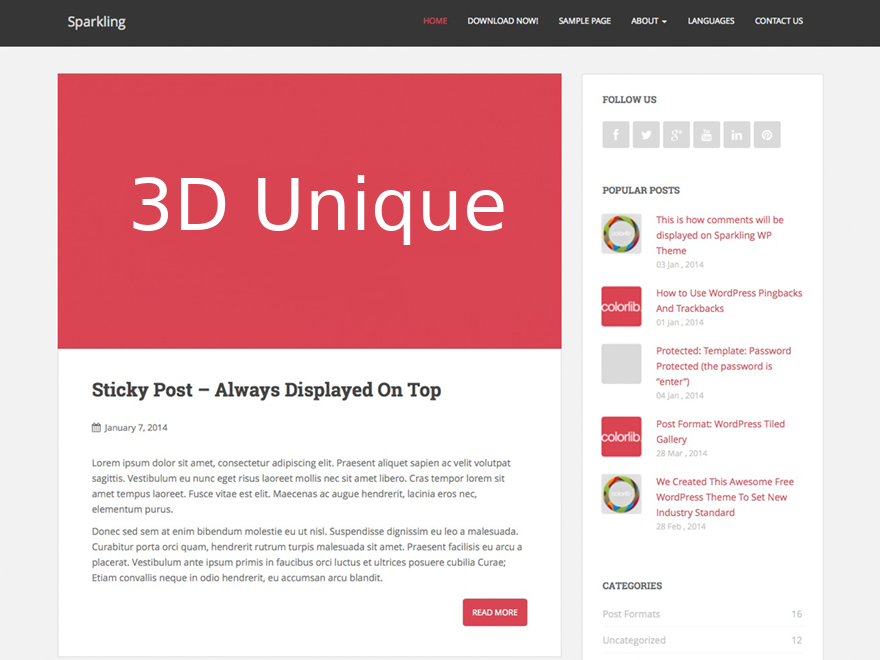 Sparkling
HOME DOWNLOAD NOW! SAMPLE PAGE ABOUT LANGUAGES CONTACT US
3D Unique
Sticky Post – Always Displayed On Top
January 7, 2014
Lorem ipsum dolor sit amet, consectetur adipiscing elit. Praesent aliquet sapien ac velit volutpat
sagittis. Vestibulum eu nunc eget risus laoreet mollis nec sit amet libero. Cras tempor lorem sit
amet tempus laoreet. Fusce vitae est elit. Maecenas ac augue hendrerit, lacinia eros nec,
elementum purus.
Donec sed sem at enim bibendum molestie eu ut nisl. Suspendisse dignissim eu leo a malesuada.
Curabitur porta orci quam, hendrerit rutrum turpis malesuada sit amet. Praesent facilisis eu arcu a
placerat. Vestibulum ante ipsum primis in faucibus orci luctus et ultrices posuere cubilia Curae;
Etiam convallis neque in odio hendrerit, eu accumsan arcu blandit.
READ MORE
FOLLOW US
POPULAR POSTS
colorlib.
This is how comments will be
displayed on Sparkling WP
Theme
03 Jan , 2014
colorlib.
How to Use WordPress Pingbacks
And Trackbacks
01 Jan , 2014
Protected: Template: Password
Protected (the password is
"enter")
04 Jan , 2014
colorlib.
Post Format: WordPress Tiled
Gallery
28 Mar , 2014
colorlib.
We Created This Awesome Free
WordPress Theme To Set New
Industry Standard
28 Feb , 2014
CATEGORIES
Post Formats 16
Uncategorized 12